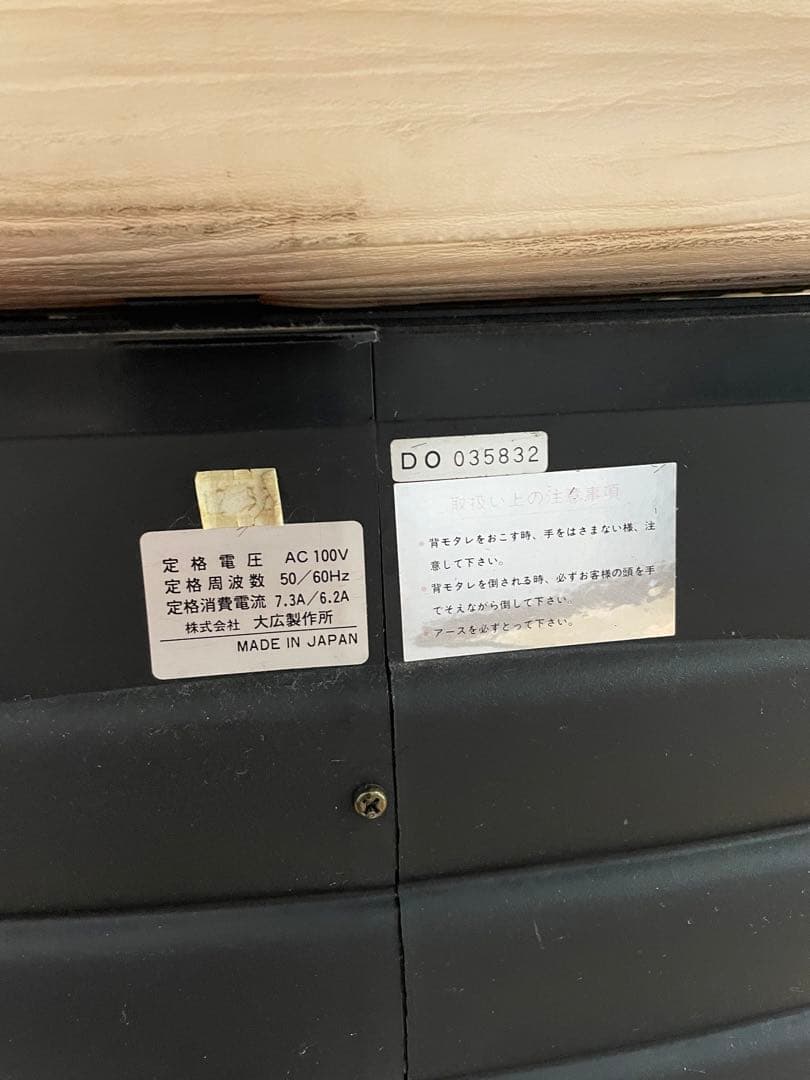 DO 035832
定格電圧 AC100V
定格周波数 50/60Hz
定格消費電流 7.3A/6.2A
株式会社 大広製作所
MADE IN JAPAN
取扱い上の注意事項
●背モタレをおこす時、手をはさまない様、注
意して下さい。
●背モタレを倒される時、必ずお客様の頭を手
でそえながら倒して下さい。
●アースを必ずとって下さい。